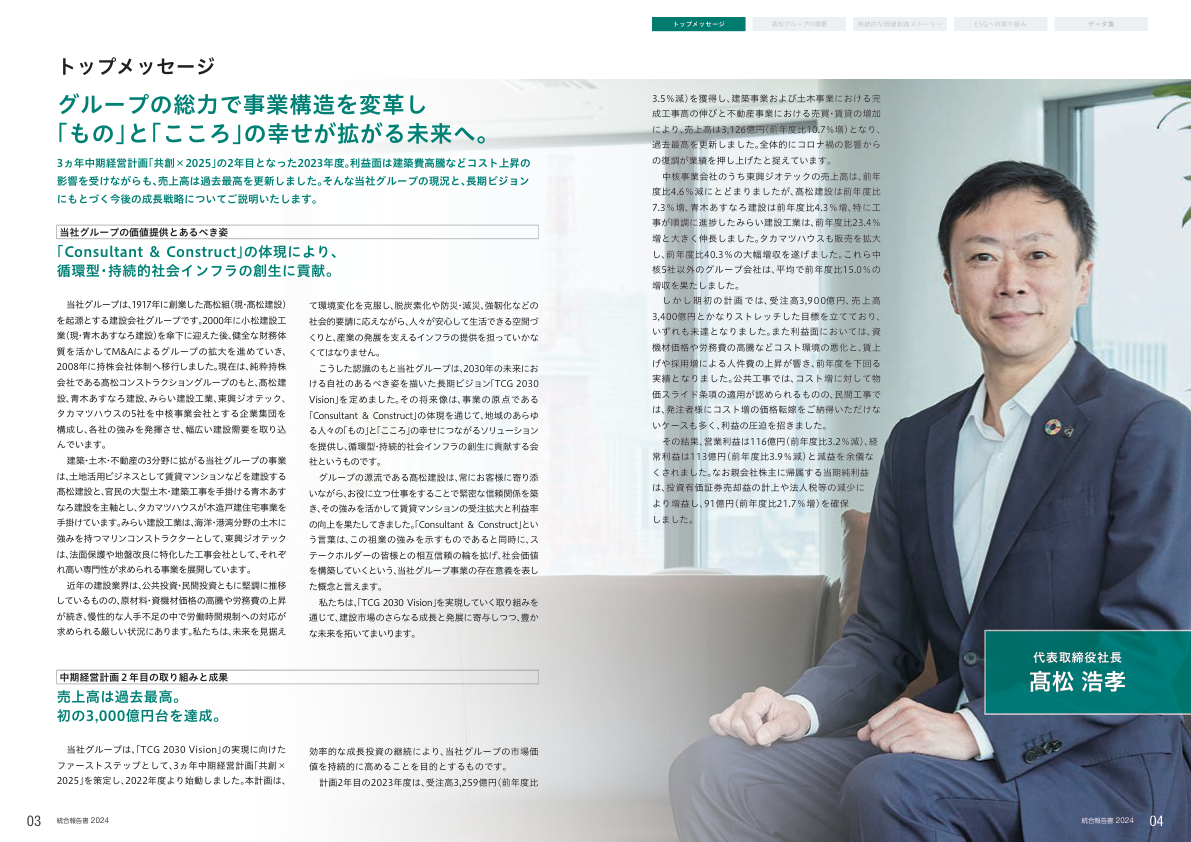 トップメッセージ
髙松グループの概要
持続的な価値創造ストーリー
ESGへの取り組み
データ集
トップメッセージ
グループの総力で事業構造を変革し
「もの」と「こころ」の幸せが拡がる未来へ。
3ヵ年中期経営計画「共創×2025」の2年目となった2023年度。利益面は建築費高騰などコスト上昇の
影響を受けながらも、売上高は過去最高を更新しました。そんな当社グループの現況と、長期ビジョン
にもとづく今後の成長戦略についてご説明いたします。
当社グループの価値提供とあるべき姿
「Consultant & Construct」の体現により、
循環型・持続的社会インフラの創生に貢献。
当社グループは、1917年に創業した髙松組（現・髙松建設）
を起源とする建設会社グループです。2000年に小松建設工
業（現・青木あすなろ建設）を傘下に迎えた後、健全な財務体
質を活かしてM&Aによるグループの拡大を進めていき、
2008年に持株会社体制へ移行しました。現在は、純粋持株
会社である髙松コンストラクショングループのもと、髙松建
設、青木あすなろ建設、みらい建設工業、東興ジオテック、
タカマツハウスの5社を中核事業会社とする企業集団を
構成し、各社の強みを発揮させ、幅広い建設需要を取り込
んでいます。
建築・土木・不動産の3分野に拡がる当社グループの事業
は、土地活用ビジネスとして賃貸マンションなどを建設する
髙松建設と、官民の大型土木・建築工事を手掛ける青木あす
なろ建設を主軸とし、タカマツハウスが木造戸建住宅事業を
手掛けています。みらい建設工業は、海洋・港湾分野の土木に
強みを持つマリンコンストラクターとして、東興ジオテック
は、法面保護や地盤改良に特化した工事会社として、それぞ
れ高い専門性が求められる事業を展開しています。
近年の建設業界は、公共投資・民間投資ともに堅調に推移
しているものの、原材料・資機材価格の高騰や労務費の上昇
が続き、慢性的な人手不足の中で労働時間規制への対応が
求められる厳しい状況にあります。私たちは、未来を見据え
て環境変化を克服し、脱炭素化や防災・減災、強靭化などの
社会的要請に応えながら、人々が安心して生活できる空間づ
くりと、産業の発展を支えるインフラの提供を担っていかな
くてはなりません。
こうした認識のもと当社グループは、2030年の未来にお
ける自社のあるべき姿を描いた長期ビジョン「TCG 2030
Vision」を定めました。その将来像は、事業の原点である
「Consultant & Construct」の体現を通じて、地域のあらゆ
る人々の「もの」と「こころ」の幸せにつながるソリューション
を提供し、循環型・持続的社会インフラの創生に貢献する会
社というものです。
グループの源流である髙松建設は、常にお客様に寄り添
いながら、お役に立つ仕事をすることで緊密な信頼関係を築
き、その強みを活かして賃貸マンションの受注拡大と利益率
の向上を果たしてきました。「Consultant & Construct」とい
う言葉は、この祖業の強みを示すものであると同時に、ス
テークホルダーの皆様との相互信頼の輪を拡げ、社会価値
を構築していくという、当社グループ事業の存在意義を表し
た概念と言えます。
私たちは、「TCG 2030 Vision」を実現していく取り組みを
通じて、建設市場のさらなる成長と発展に寄与しつつ、豊か
な未来を拓いてまいります。
中期経営計画2年目の取り組みと成果
売上高は過去最高。
初の3,000億円台を達成。
当社グループは、「TCG 2030 Vision」の実現に向けた
ファーストステップとして、3ヵ年中期経営計画「共創×
2025」を策定し、2022年度より始動しました。本計画は、
効率的な成長投資の継続により、当社グループの市場価
値を持続的に高めることを目的とするものです。
計画2年目の2023年度は、受注高3,259億円（前年度比
3.5％減）を獲得し、建築事業および土木事業における完
成工事高の伸びと不動産事業における売買・賃貸の増加
により、売上高は3,126億円（前年度比10.7％増）となり、
過去最高を更新しました。全体的にコロナ禍の影響から
の復調が業績を押し上げたと捉えています。
中核事業会社のうち東興ジオテックの売上高は、前年
度比4.6％減にとどまりましたが、髙松建設は前年度比
7.3％増、青木あすなろ建設は前年度比4.3％増、特に工
事が順調に進捗したみらい建設工業は、前年度比23.4％
増と大きく伸長しました。タカマツハウスも販売を拡大
し、前年度比40.3％の大幅増収を遂げました。これら中
核5社以外のグループ会社は、平均で前年度比15.0％の
増収を果たしました。
しかし期初の計画では、受注高3,900億円、売上高
3,400億円とかなりストレッチした目標を立てており、
いずれも未達となりました。また利益面においては、資
機材価格や労務費の高騰などコスト環境の悪化と、賃上
げや採用増による人件費の上昇が響き、前年度を下回る
実績となりました。公共工事では、コスト増に対して物
価スライド条項の適用が認められるものの、民間工事で
は、発注者様にコスト増の価格転嫁をご納得いただけな
いケースも多く、利益の圧迫を招きました。
その結果、営業利益は116億円（前年度比3.2％減）、経
常利益は113億円（前年度比3.9％減）と減益を余儀な
くされました。なお親会社株主に帰属する当期純利益
は、投資有価証券売却益の計上や法人税等の減少に
より増益し、91億円（前年度比21.7％増）を確保
しました。
代表取締役社長
髙松 浩孝
03 統合報告書 2024
統合報告書 2024 04